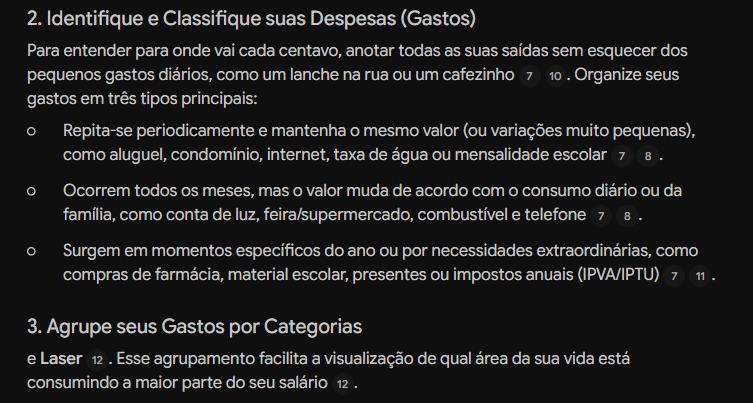 2. Identifique e Classifique suas Despesas (Gastos)
Para entender para onde vai cada centavo, anotar todas as suas saídas sem esquecer dos
pequenos gastos diários, como um lanche na rua ou um cafezinho 7 10 . Organize seus
gastos em três tipos principais:
Repita-se periodicamente e mantenha o mesmo valor (ou variações muito pequenas),
como aluguel, condomínio, internet, taxa de água ou mensalidade escolar 7 8 .
Ocorrem todos os meses, mas o valor muda de acordo com o consumo diário ou da
família, como conta de luz, feira/supermercado, combustível e telefone 7 8 .
Surgem em momentos específicos do ano ou por necessidades extraordinárias, como
compras de farmácia, material escolar, presentes ou impostos anuais (IPVA/IPTU) 7 11 .
3. Agrupe seus Gastos por Categorias
e Laser 12 . Esse agrupamento facilita a visualização de qual área da sua vida está
consumindo a maior parte do seu salário 12 .